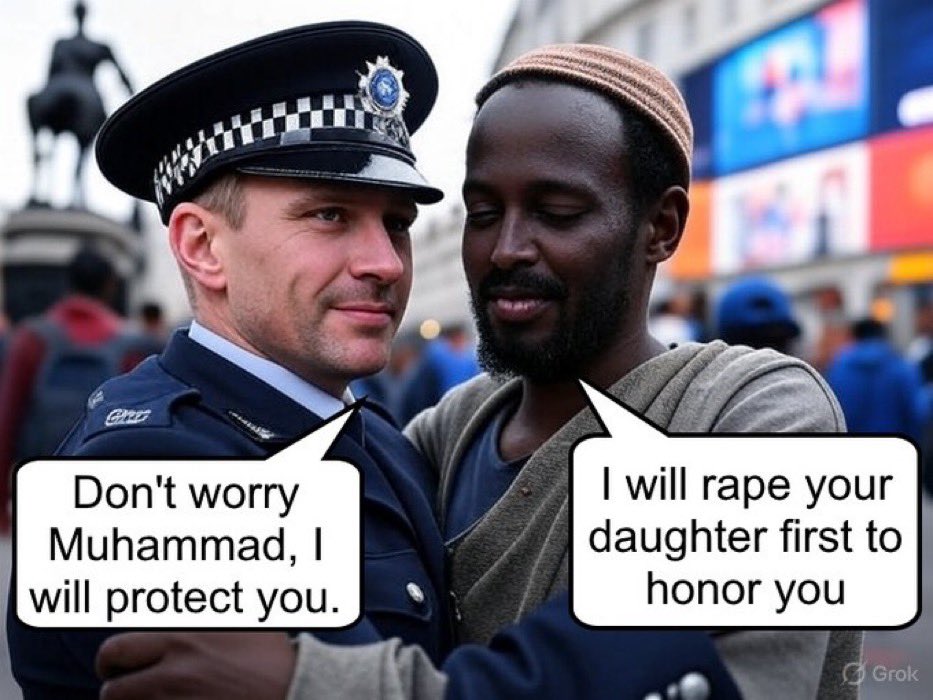 Don't worry
Muhammad, I
will protect you.
I will rape your
daughter first to
honor you
Grok